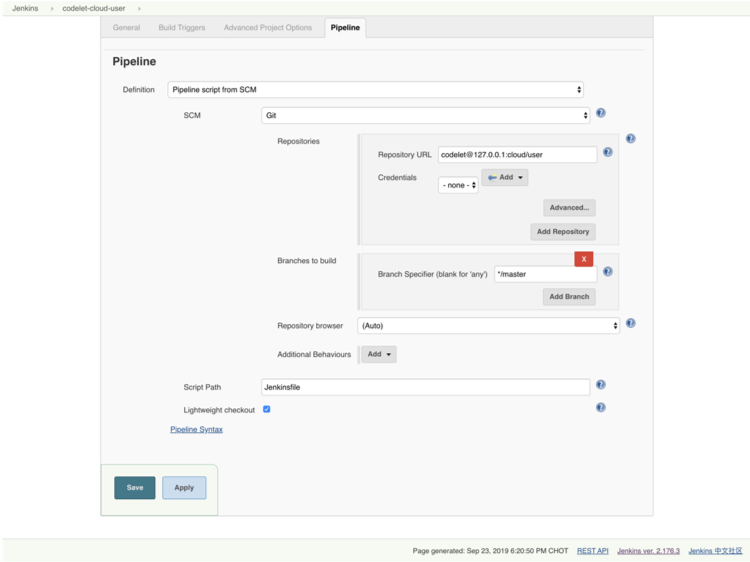 Jenkins › codelet-cloud-user ›
General Build Triggers Advanced Project Options Pipeline
Pipeline
Definition Pipeline script from SCM
SCM Git
Repositories
Repository URL codelet@127.0.0.1:cloud/user
Credentials
- none - Add
Advanced...
Add Repository
Branches to build
X
Branch Specifier (blank for 'any') */master
Add Branch
Repository browser (Auto)
Additional Behaviours Add
Script Path Jenkinsfile
Lightweight checkout
Pipeline Syntax
Save Apply
Page generated: Sep 23, 2019 6:20:50 PM CHOT REST API Jenkins ver. 2.176.3 Jenkins 中文社区